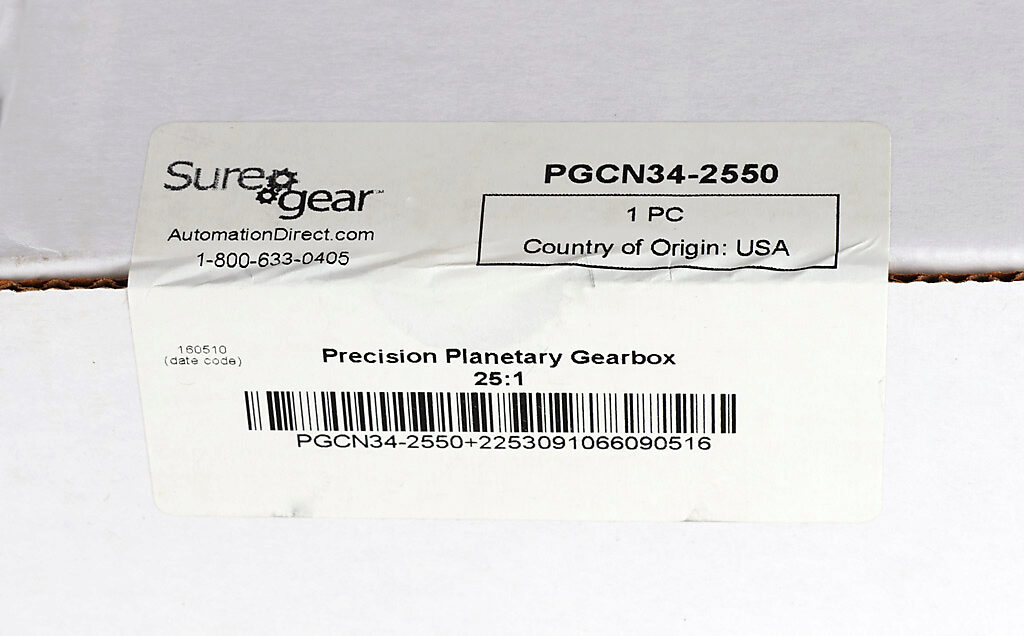 Sure gear™
AutomationDirect.com
1-800-633-0405
PGCN34-2550
1 PC
Country of Origin: USA
160510
(date code)
Precision Planetary Gearbox
25:1
PGCN34-2550+2253091066090516